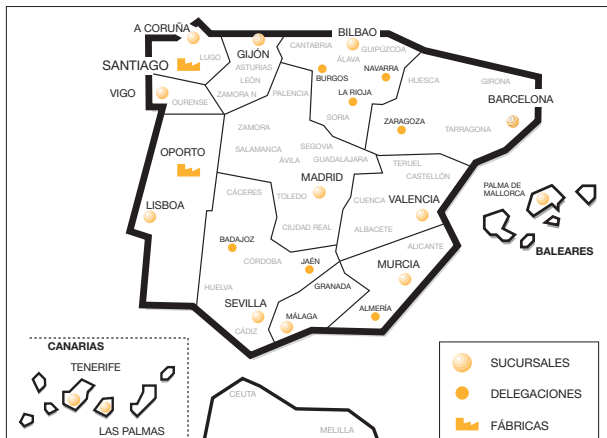 A CORUÑA
BILBAO
LUGO
GIJÓN
CANTABRIA
GUIPÚZCOA
ÁLAVA
SANTIAGO
ASTURIAS
LEÓN
BURGOS
NAVARRA
HUESCA
GIRONA
VIGO
OURENSE
ZAMORA N
PALENCIA
LA RIOJA
BARCELONA
SORIA
ZARAGOZA
TARRAGONA
ZAMORA
OPORTO
SALAMANCA
SEGOVIA
ÁVILA
GUADALAJARA
TERUEL
CASTELLÓN
CÁCERES
TOLEDO
MADRID
CUENCA
VALENCIA
PALMA DE
MALLORCA
LISBOA
CIUDAD REAL
ALBACETE
BADAJOZ
ALICANTE
BALEARES
CÓRDOBA
JAÉN
MURCIA
HUELVA
GRANADA
SEVILLA
MÁLAGA
ALMERÍA
CÁDIZ
CANARIAS
TENERIFE
LAS PALMAS
CEUTA
MELILLA
SUCURSALES
DELEGACIONES
FÁBRICAS